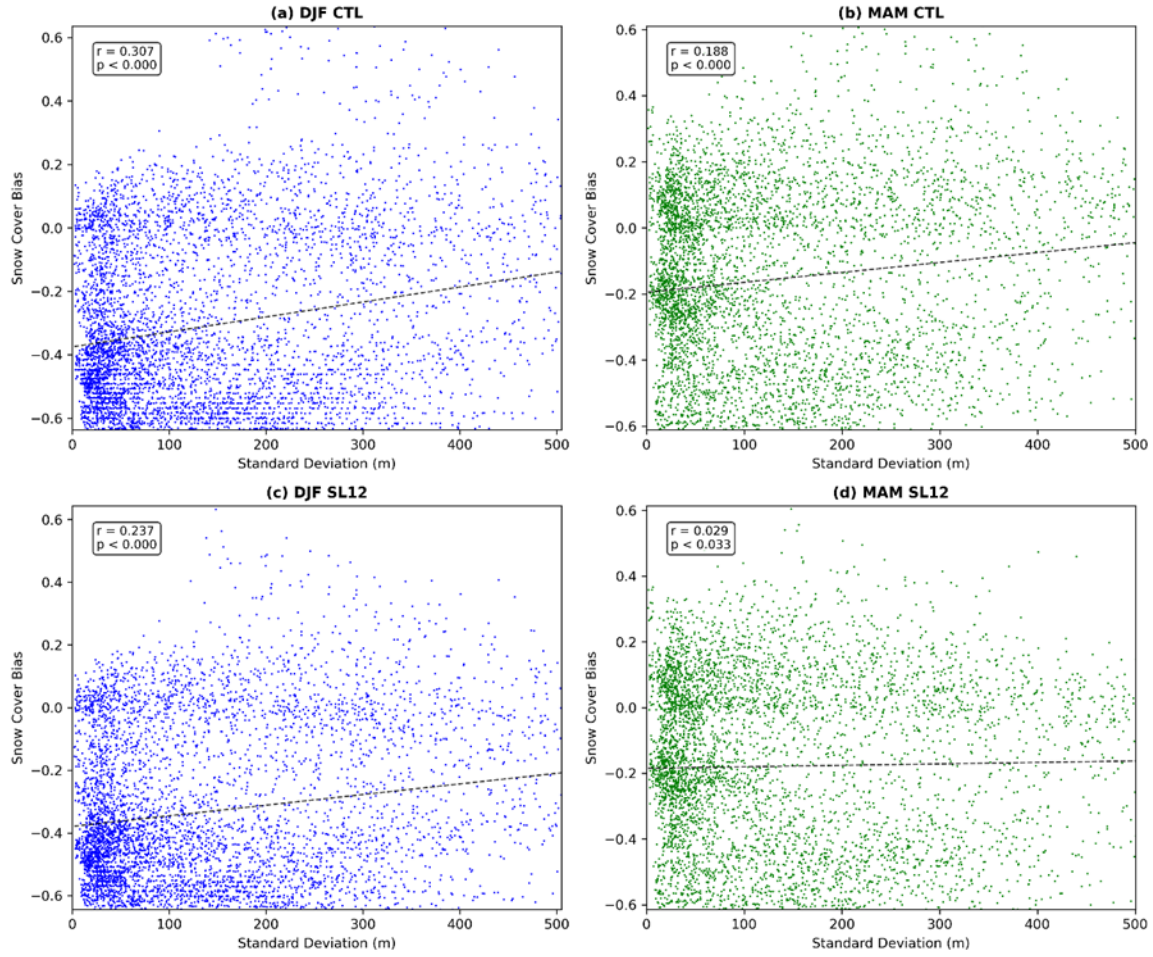 (a) DJF CTL
r = 0.307
p < 0.000
0.6
0.4
0.2
0.0
−0.2
−0.4
−0.6
Snow Cover Bias
0 100 200 300 400 500
Standard Deviation (m)
(b) MAM CTL
r = 0.188
p < 0.000
0.6
0.4
0.2
0.0
−0.2
−0.4
−0.6
Snow Cover Bias
0 100 200 300 400 500
Standard Deviation (m)
(c) DJF SL12
r = 0.237
p < 0.000
0.6
0.4
0.2
0.0
−0.2
−0.4
−0.6
Snow Cover Bias
0 100 200 300 400 500
Standard Deviation (m)
(d) MAM SL12
r = 0.029
p < 0.033
0.6
0.4
0.2
0.0
−0.2
−0.4
−0.6
Snow Cover Bias
0 100 200 300 400 500
Standard Deviation (m)